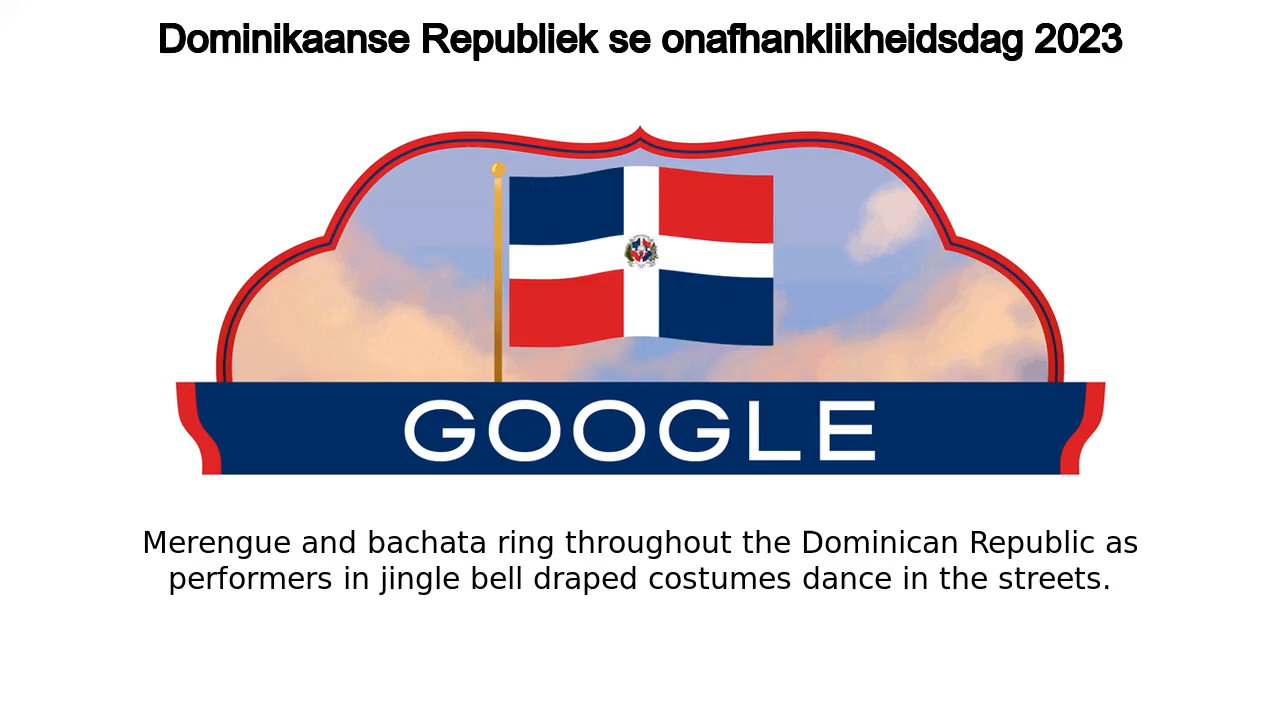 Dominikaanse Republiek se onafhanklikheidsdag 2023
GOOGLE
Merengue and bachata ring throughout the Dominican Republic as
performers in jingle bell draped costumes dance in the streets.